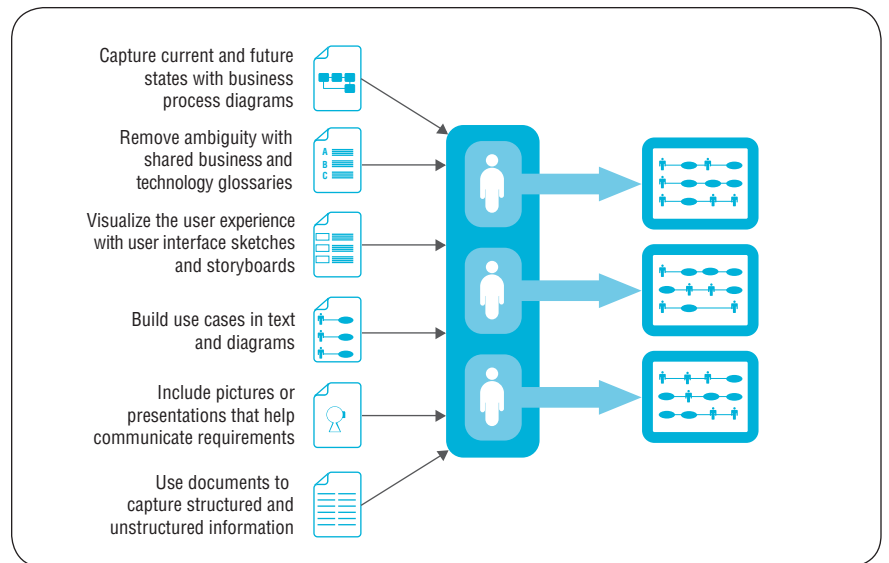 Capture current and future
states with business
process diagrams
Remove ambiguity with
shared business and
technology glossaries
A
B
C
Visualize the user experience
with user interface sketches
and storyboards
Build use cases in text
and diagrams
Include pictures or
presentations that help
communicate requirements
Use documents to
capture structured and
unstructured information